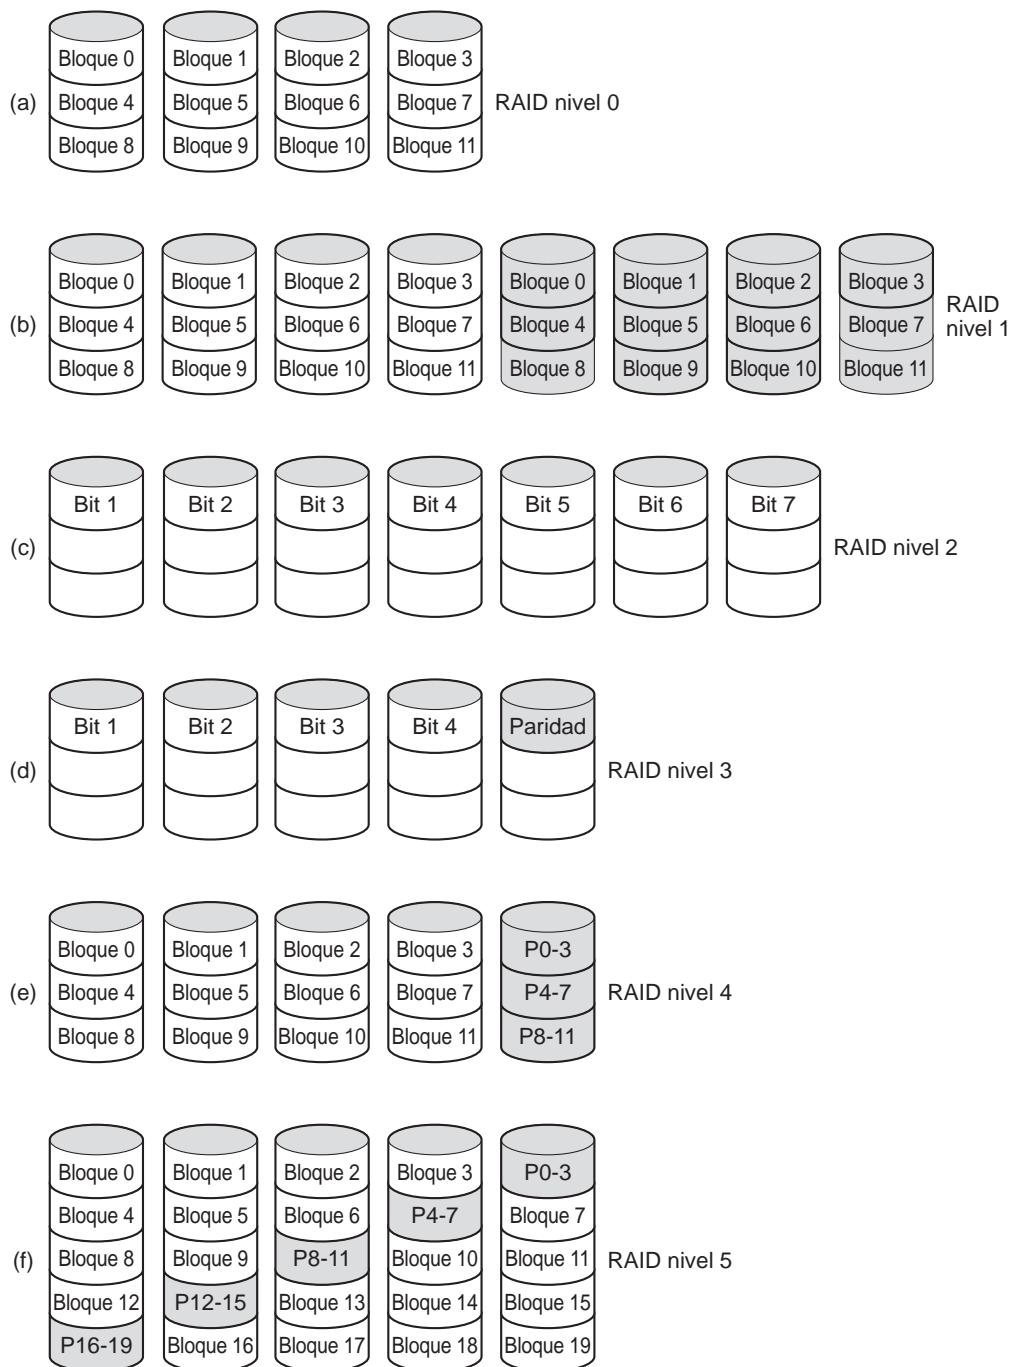 Bloque 0 Bloque 1 Bloque 2 Bloque 3
(a) Bloque 4 Bloque 5 Bloque 6 Bloque 7 RAID nivel 0
Bloque 8 Bloque 9 Bloque 10 Bloque 11
Bloque 0 Bloque 1 Bloque 2 Bloque 3 Bloque 0 Bloque 1 Bloque 2 Bloque 3
(b) Bloque 4 Bloque 5 Bloque 6 Bloque 7 Bloque 4 Bloque 5 Bloque 6 Bloque 7 RAID nivel 1
Bloque 8 Bloque 9 Bloque 10 Bloque 11 Bloque 8 Bloque 9 Bloque 10 Bloque 11
Bit 1 Bit 2 Bit 3 Bit 4 Bit 5 Bit 6 Bit 7
(c) RAID nivel 2
Bit 1 Bit 2 Bit 3 Bit 4 Paridad
(d) RAID nivel 3
Bloque 0 Bloque 1 Bloque 2 Bloque 3 P0-3
(e) Bloque 4 Bloque 5 Bloque 6 Bloque 7 P4-7 RAID nivel 4
Bloque 8 Bloque 9 Bloque 10 Bloque 11 P8-11
Bloque 0 Bloque 1 Bloque 2 Bloque 3 P0-3
Bloque 4 Bloque 5 Bloque 6 P4-7 Bloque 7
(f) Bloque 8 Bloque 9 P8-11 Bloque 10 Bloque 11 RAID nivel 5
Bloque 12 P12-15 Bloque 13 Bloque 14 Bloque 15
P16-19 Bloque 16 Bloque 17 Bloque 18 Bloque 19